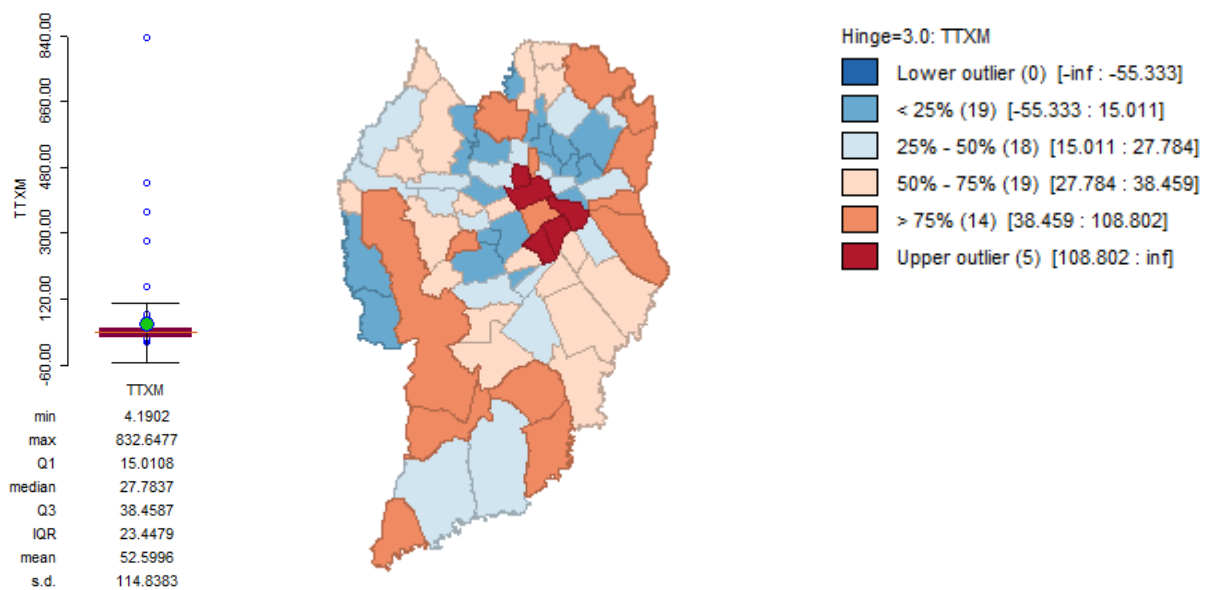 840.00
660.00
480.00
300.00
120.00
-60.00
TTXM
TTXM
min 4.1902
max 832.6477
Q1 15.0108
median 27.7837
Q3 38.4587
IQR 23.4479
mean 52.5996
s.d. 114.8383
Hinge=3.0: TTXM
Lower outlier (0) [-inf : -55.333]
< 25% (19) [-55.333 : 15.011]
25% - 50% (18) [15.011 : 27.784]
50% - 75% (19) [27.784 : 38.459]
> 75% (14) [38.459 : 108.802]
Upper outlier (5) [108.802 : inf]